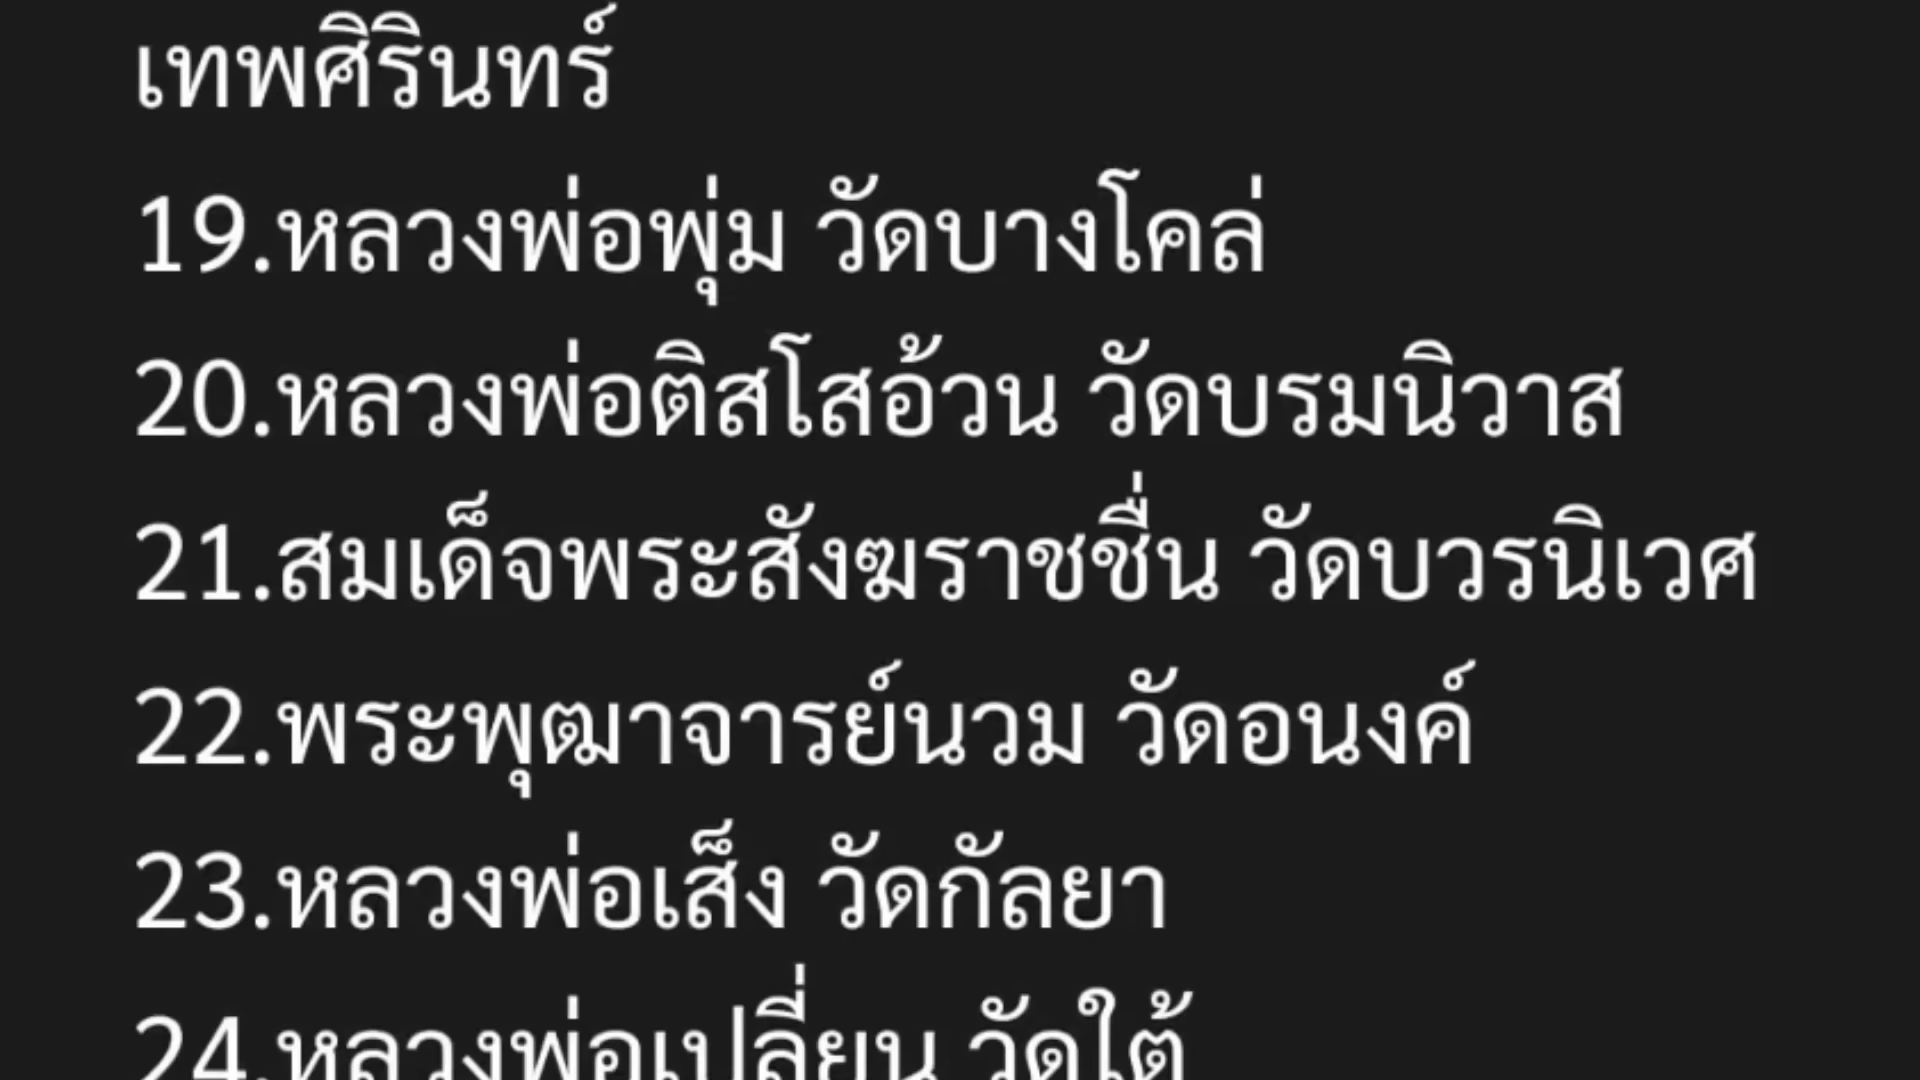 เทพศิรินทร์
19.หลวงพ่อพุ่ม วัดบางโคล่
20.หลวงพ่อติสโสอ้วน วัดบรมนิวาส
21.สมเด็จพระสังฆราชชื่น วัดบวรนิเวศ
22.พระพุฒาจารย์นวม วัดอนงค์
23.หลวงพ่อเส็ง วัดกัลยา
24.หลวงพ่อเปลี่ยน วัดใต้